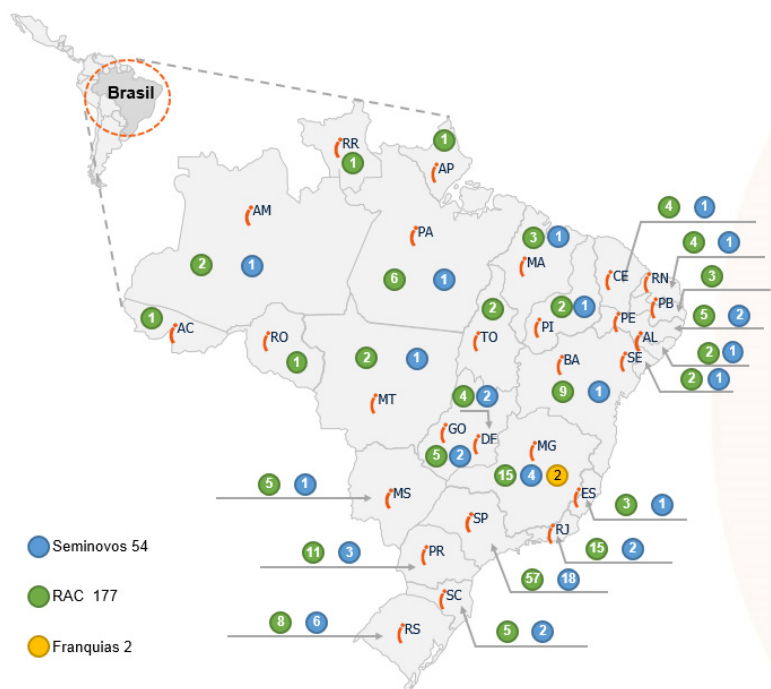 Brasil
RR
1
1
AP
AM
2
1
PA
6
1
3
1
MA
4
1
CE
4
1
RN
3
PB
5
2
PE
2
1
AL
2
1
SE
1
AC
RO
1
2
1
MT
2
TO
2
1
PI
BA
9
1
4
2
GO
DF
5
2
MG
15
4
2
5
1
MS
ES
3
1
SP
RJ
15
2
11
3
PR
57
18
SC
8
6
RS
5
2
Seminovos 54
RAC 177
Franquias 2